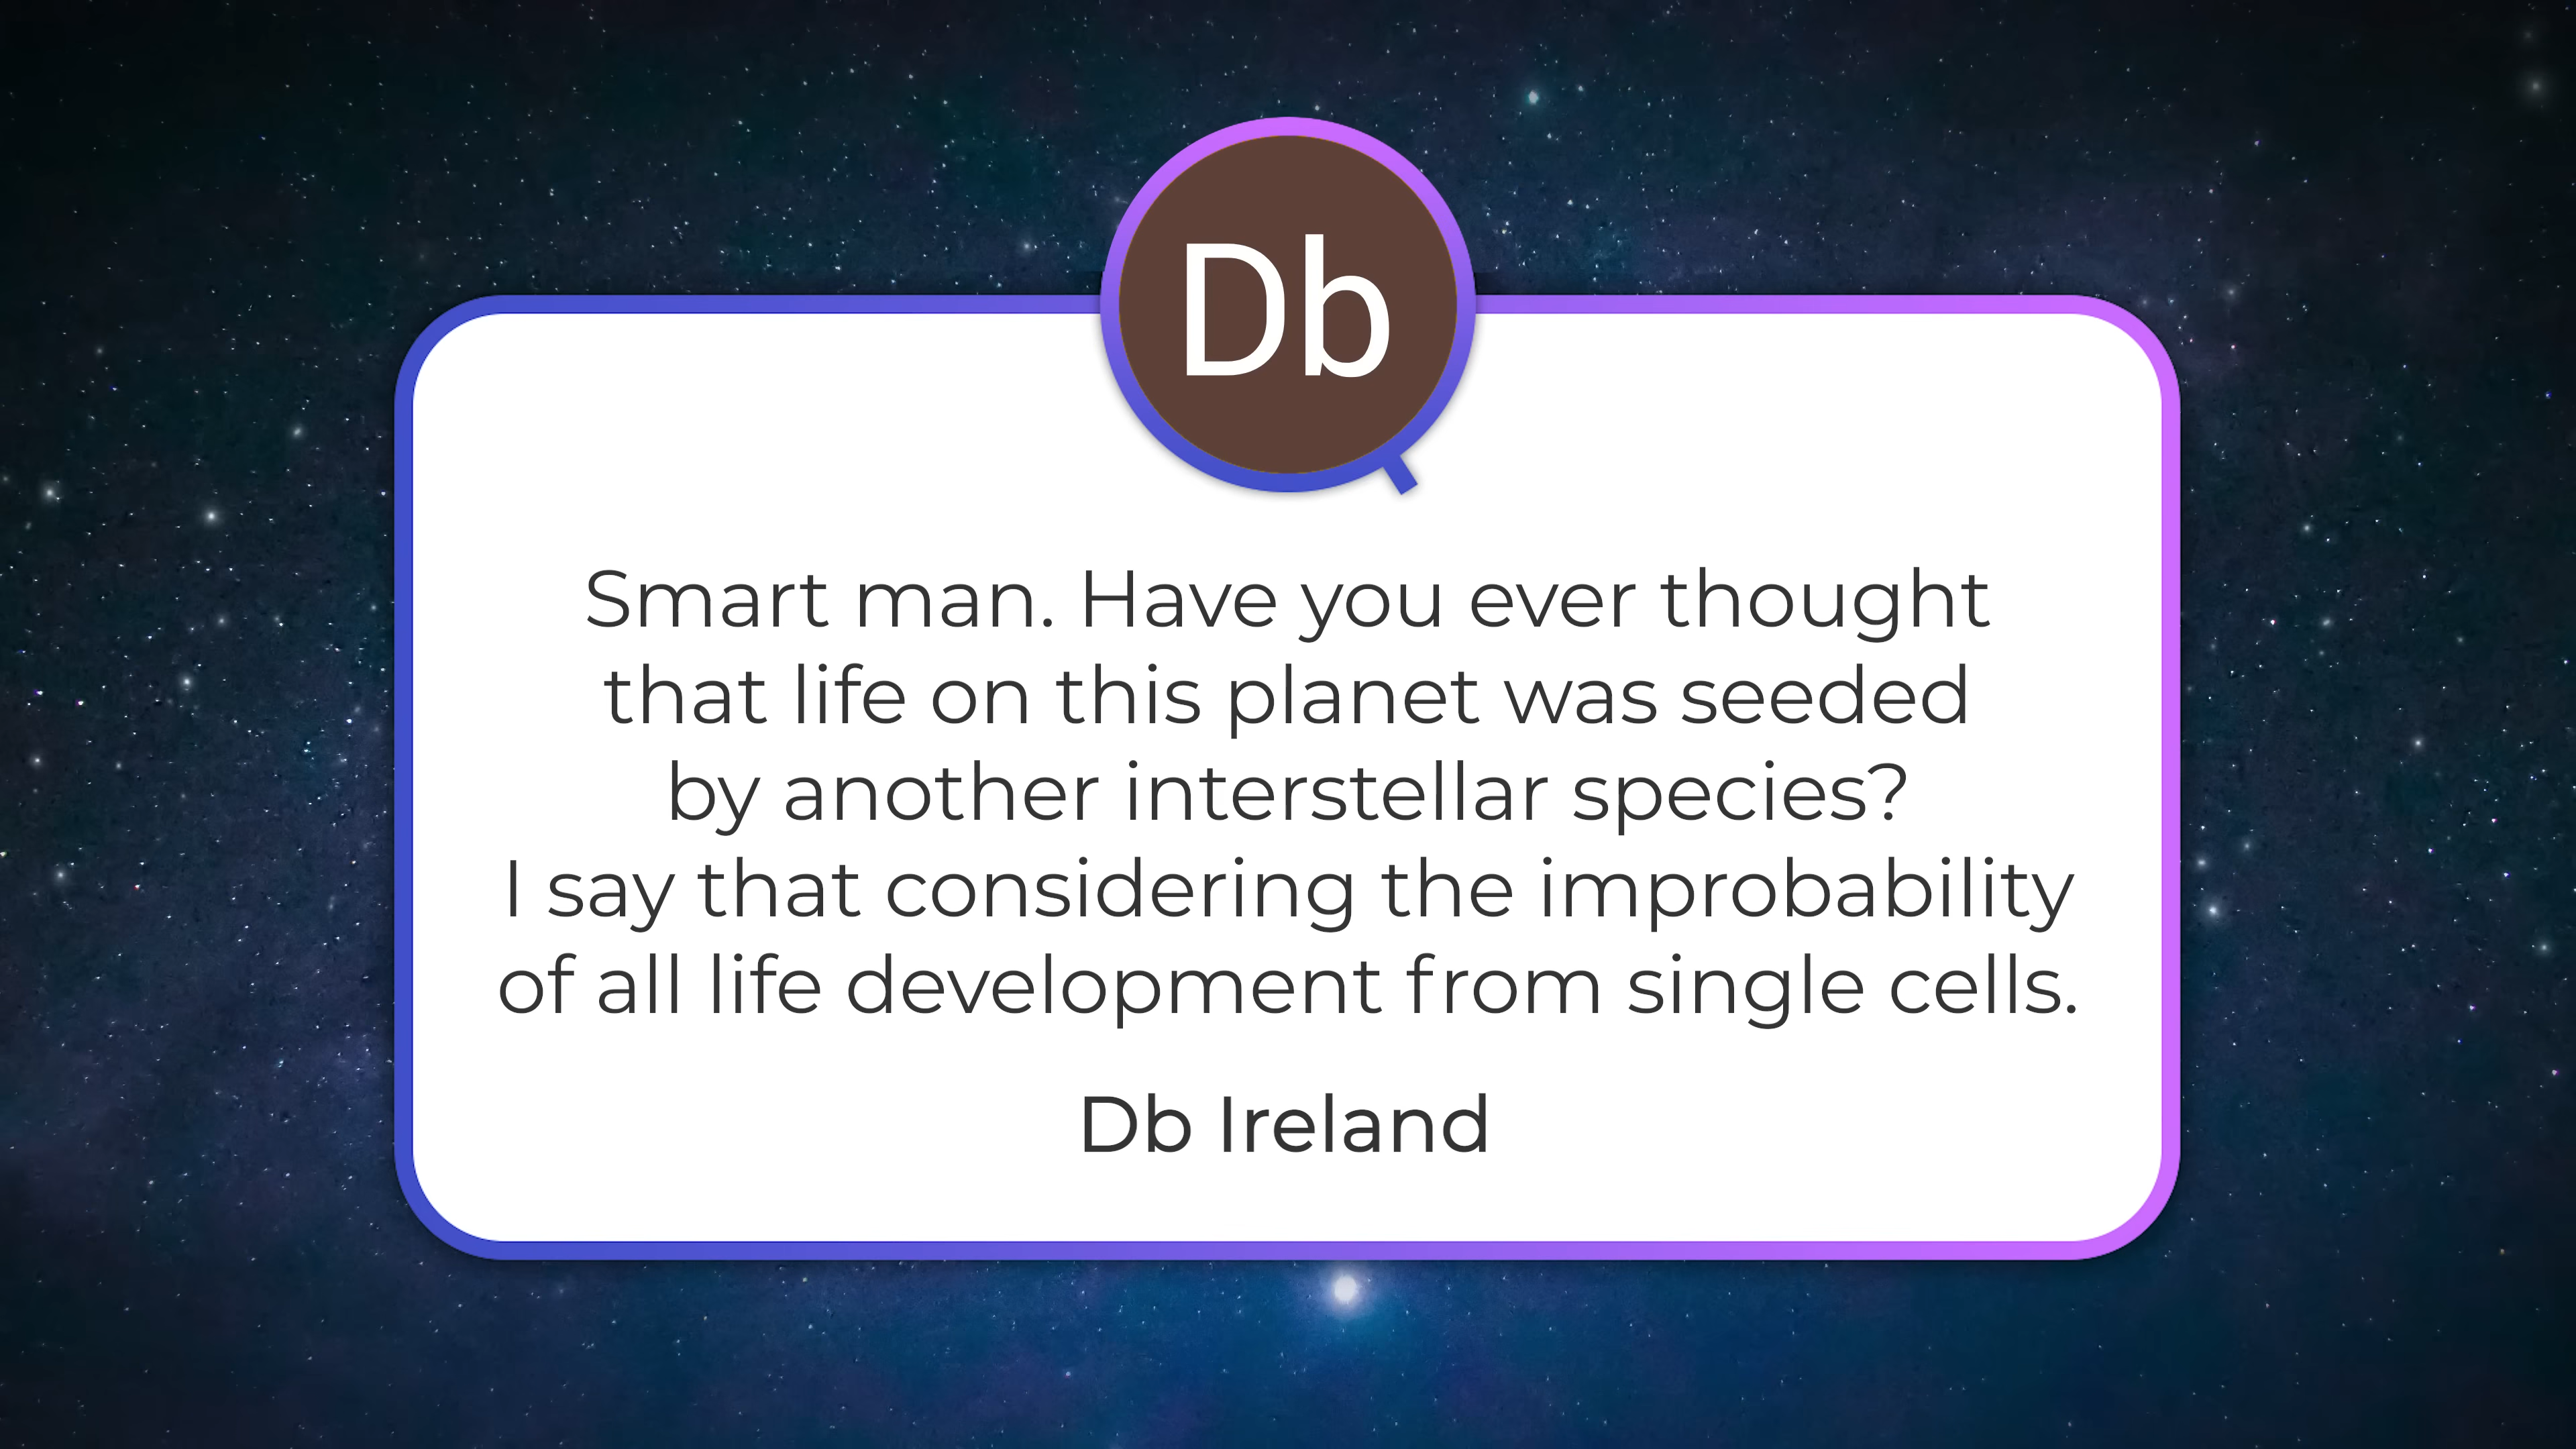 Db
Smart man. Have you ever thought
that life on this planet was seeded
by another interstellar species?
I say that considering the improbability
of all life development from single cells.
Db Ireland